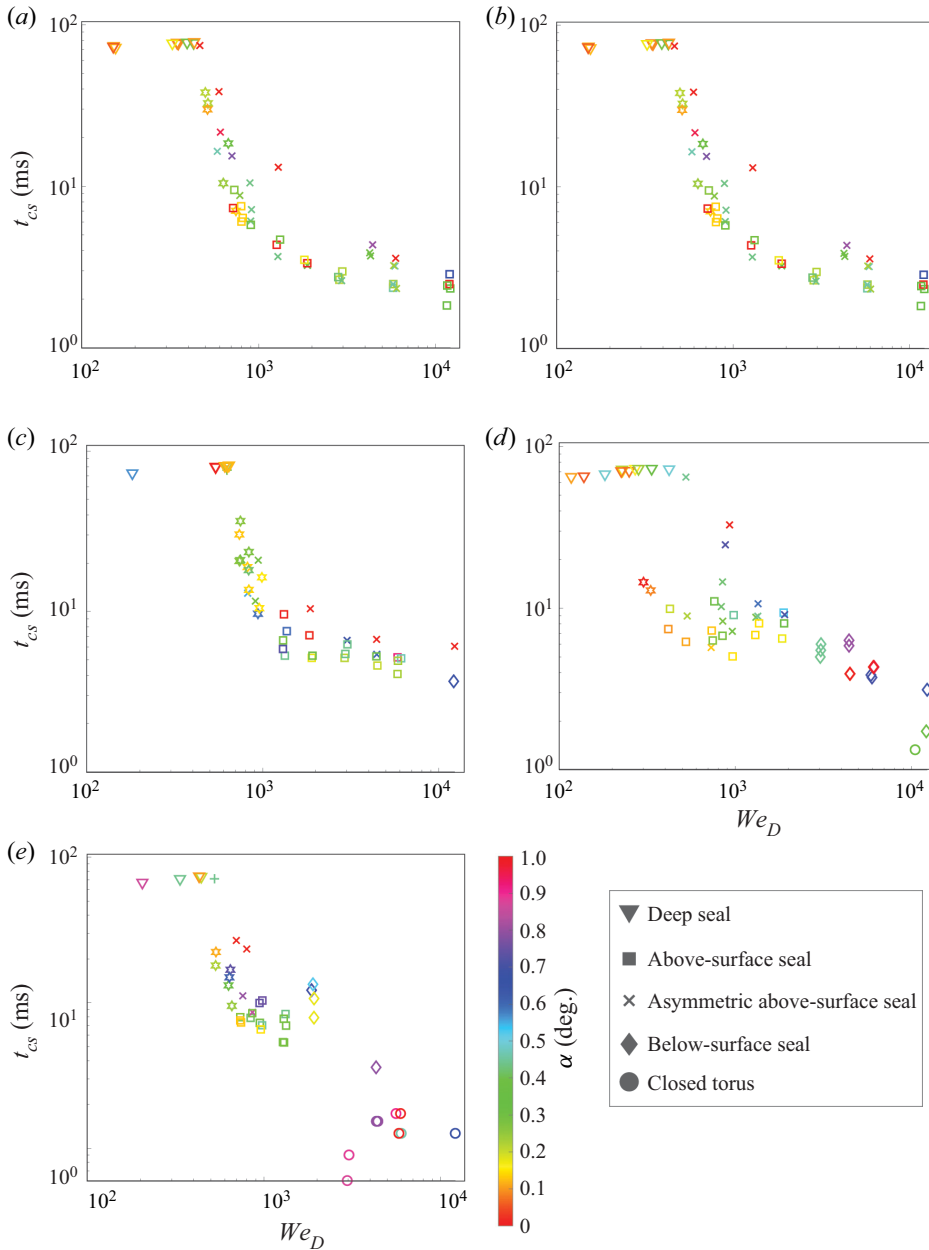 (a)
(b)
10²
10²
t_cs (ms)
10¹
10¹
10⁰
10⁰
10²
10³
10⁴
10²
10³
10⁴
(c)
(d)
10²
10²
t_cs (ms)
10¹
t_cs (ms)
10¹
10⁰
10⁰
10²
10³
10⁴
10²
10³
10⁴
We_D
(e)
10²
t_cs (ms)
10¹
10⁰
10²
10³
10⁴
We_D
1.0
0.9
0.8
0.7
0.6
0.5
0.4
0.3
0.2
0.1
0
α (deg.)
Deep seal
Above-surface seal
Asymmetric above-surface seal
Below-surface seal
Closed torus